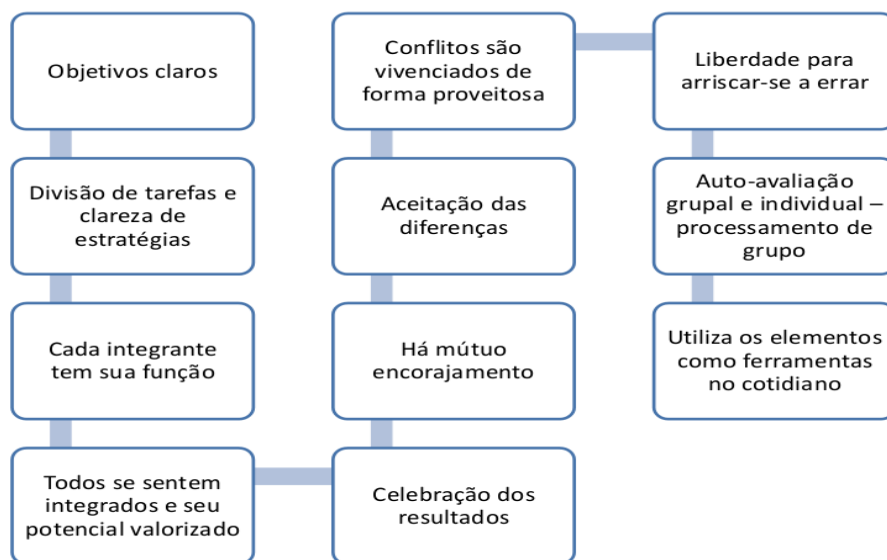 Objetivos claros
Divisão de tarefas e
clareza de
estratégias
Cada integrante
tem sua função
Todos se sentem
integrados e seu
potencial valorizado
Celebração dos
resultados
Há mútuo
encorajamento
Aceitação das
diferenças
Conflitos são
vivenciados de
forma proveitosa
Liberdade para
arriscar-se a errar
Auto-avaliação
grupal e individual –
processamento de
grupo
Utiliza os elementos
como ferramentas
no cotidiano